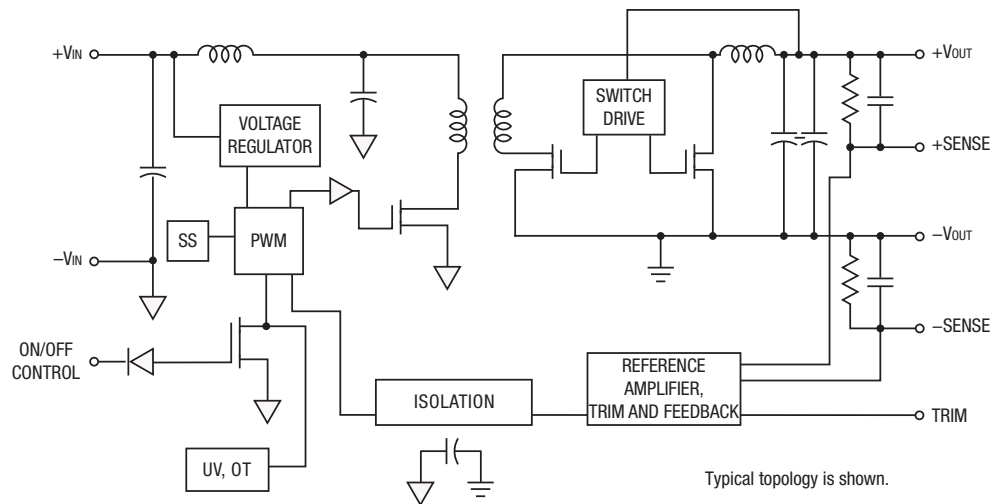 +VIN
VOLTAGE
REGULATOR
SWITCH
DRIVE
+VOUT
+SENSE
SS
PWM
−VIN
−VOUT
−SENSE
ON/OFF
CONTROL
ISOLATION
REFERENCE
AMPLIFIER,
TRIM AND FEEDBACK
TRIM
UV, OT
Typical topology is shown.